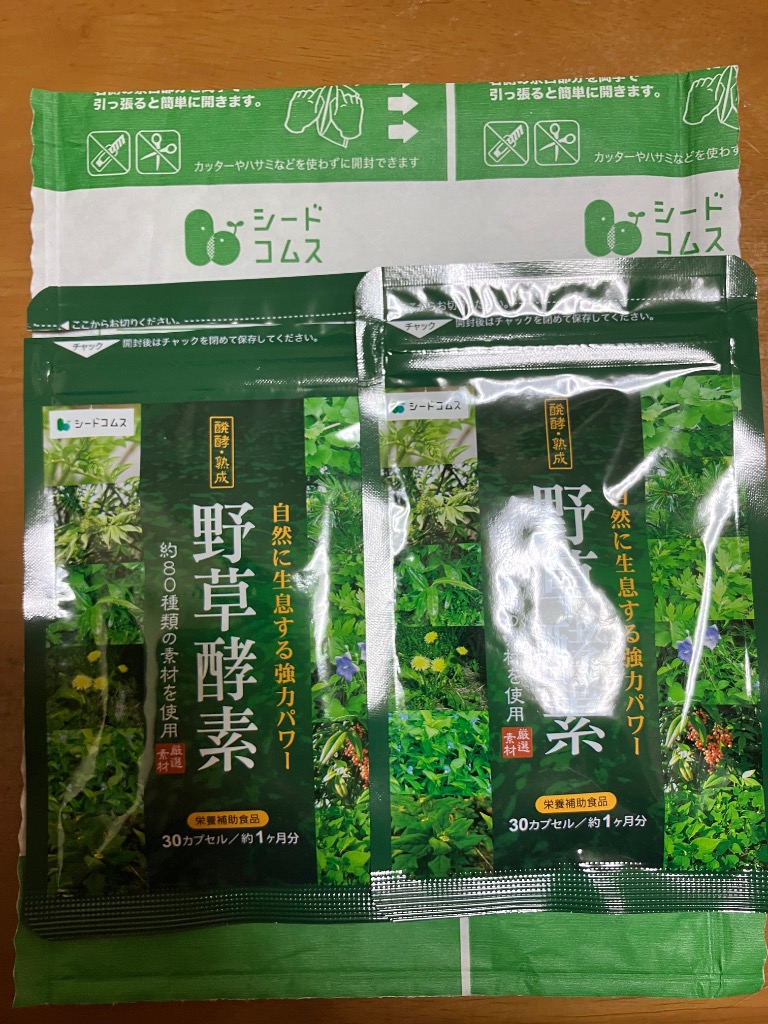 引っ張ると簡単に開きます。
カッターやハサミなどを使わずに開封できます
引っ張ると簡単に開きます。
カッターやハサミなどを使わず
シード
コムス
シード
コムス
ここからお切りください。
チャック
開封後はチャックを閉めて保存してください。
シードコムス
醗酵・熟成
自然に生息する強力パワー
野草酵素
約80種類の素材を使用
厳選
素材
栄養補助食品
30カプセル/約1ヶ月分
チャック
開封後はチャックを閉めて保存してください。
シードコムス
醗酵・熟成
自然に生息する強力パワー
野草酵素
材を使用
厳選
素材
栄養補助食品
30カプセル/約1ヶ月分